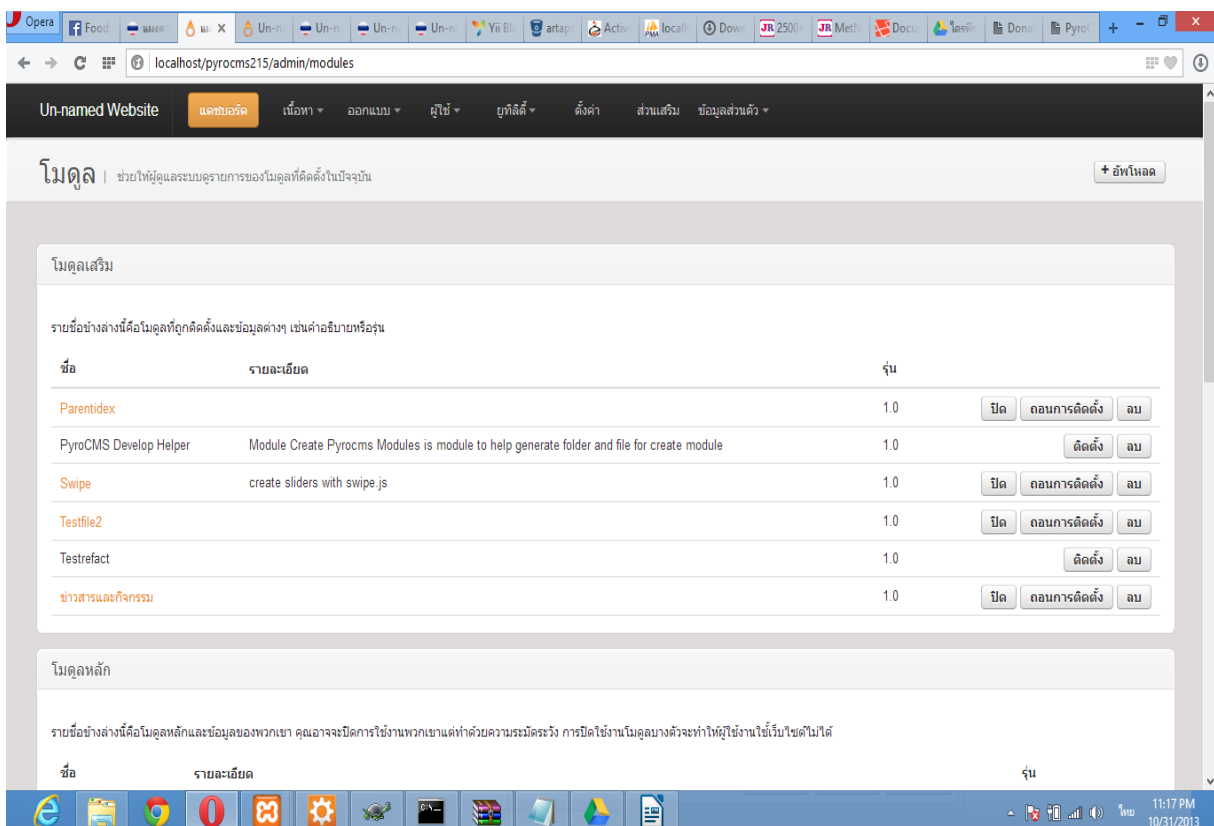 Opera
Food
Un-n
Un-n
Un-n
Un-n
Yii Bl
artap
Activ
locall
Down
JR 2500+
JR MetN
Docu
Dona
localhost/pyrocms215/admin/modules
Un-named Website แดชบอร์ด เนื้อหา ออกแบบ ผู้ใช้ ยูทิลิตี้ ตั้งค่า ส่วนเสริม ข้อมูลส่วนตัว
โมดูล | ช่วยให้ผู้ดูแลระบบดูรายการของโมดูลที่ติดตั้งในปัจจุบัน + อัพโหลด
โมดูลเสริม
รายชื่อข้างล่างนี้คือโมดูลที่ถูกติดตั้งและข้อมูลต่างๆ เช่นคำอธิบายหรือรุ่น
ชื่อ รายละเอียด รุ่น
Parentidex 1.0 ปิด ถอนการติดตั้ง ลบ
PyroCMS Develop Helper Module Create Pyrocms Modules is module to help generate folder and file for create module 1.0 ติดตั้ง ลบ
Swipe create sliders with swipe.js 1.0 ปิด ถอนการติดตั้ง ลบ
Testfile2 1.0 ปิด ถอนการติดตั้ง ลบ
Testrefact 1.0 ติดตั้ง ลบ
ข่าวสารและกิจกรรม 1.0 ปิด ถอนการติดตั้ง ลบ
โมดูลหลัก
รายชื่อข้างล่างนี้คือโมดูลหลักและข้อมูลของพวกเขา คุณอาจจะปิดการใช้งานพวกเขาแต่ทำด้วยความระมัดระวัง การปิดใช้งานโมดูลบางตัวจะทำให้ผู้ใช้งานใช้เว็บไซต์ไม่ได้
ชื่อ รายละเอียด รุ่น
ไทย 11:17 PM
10/31/2013